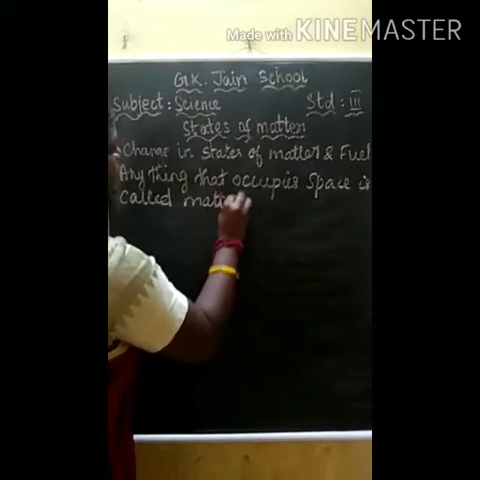 Made with KINEMASTER
G.K. Jain School
Subject: Science Std: III
States of matter
Change in states of matter & Fuel
Any thing that occupies space is
called mat